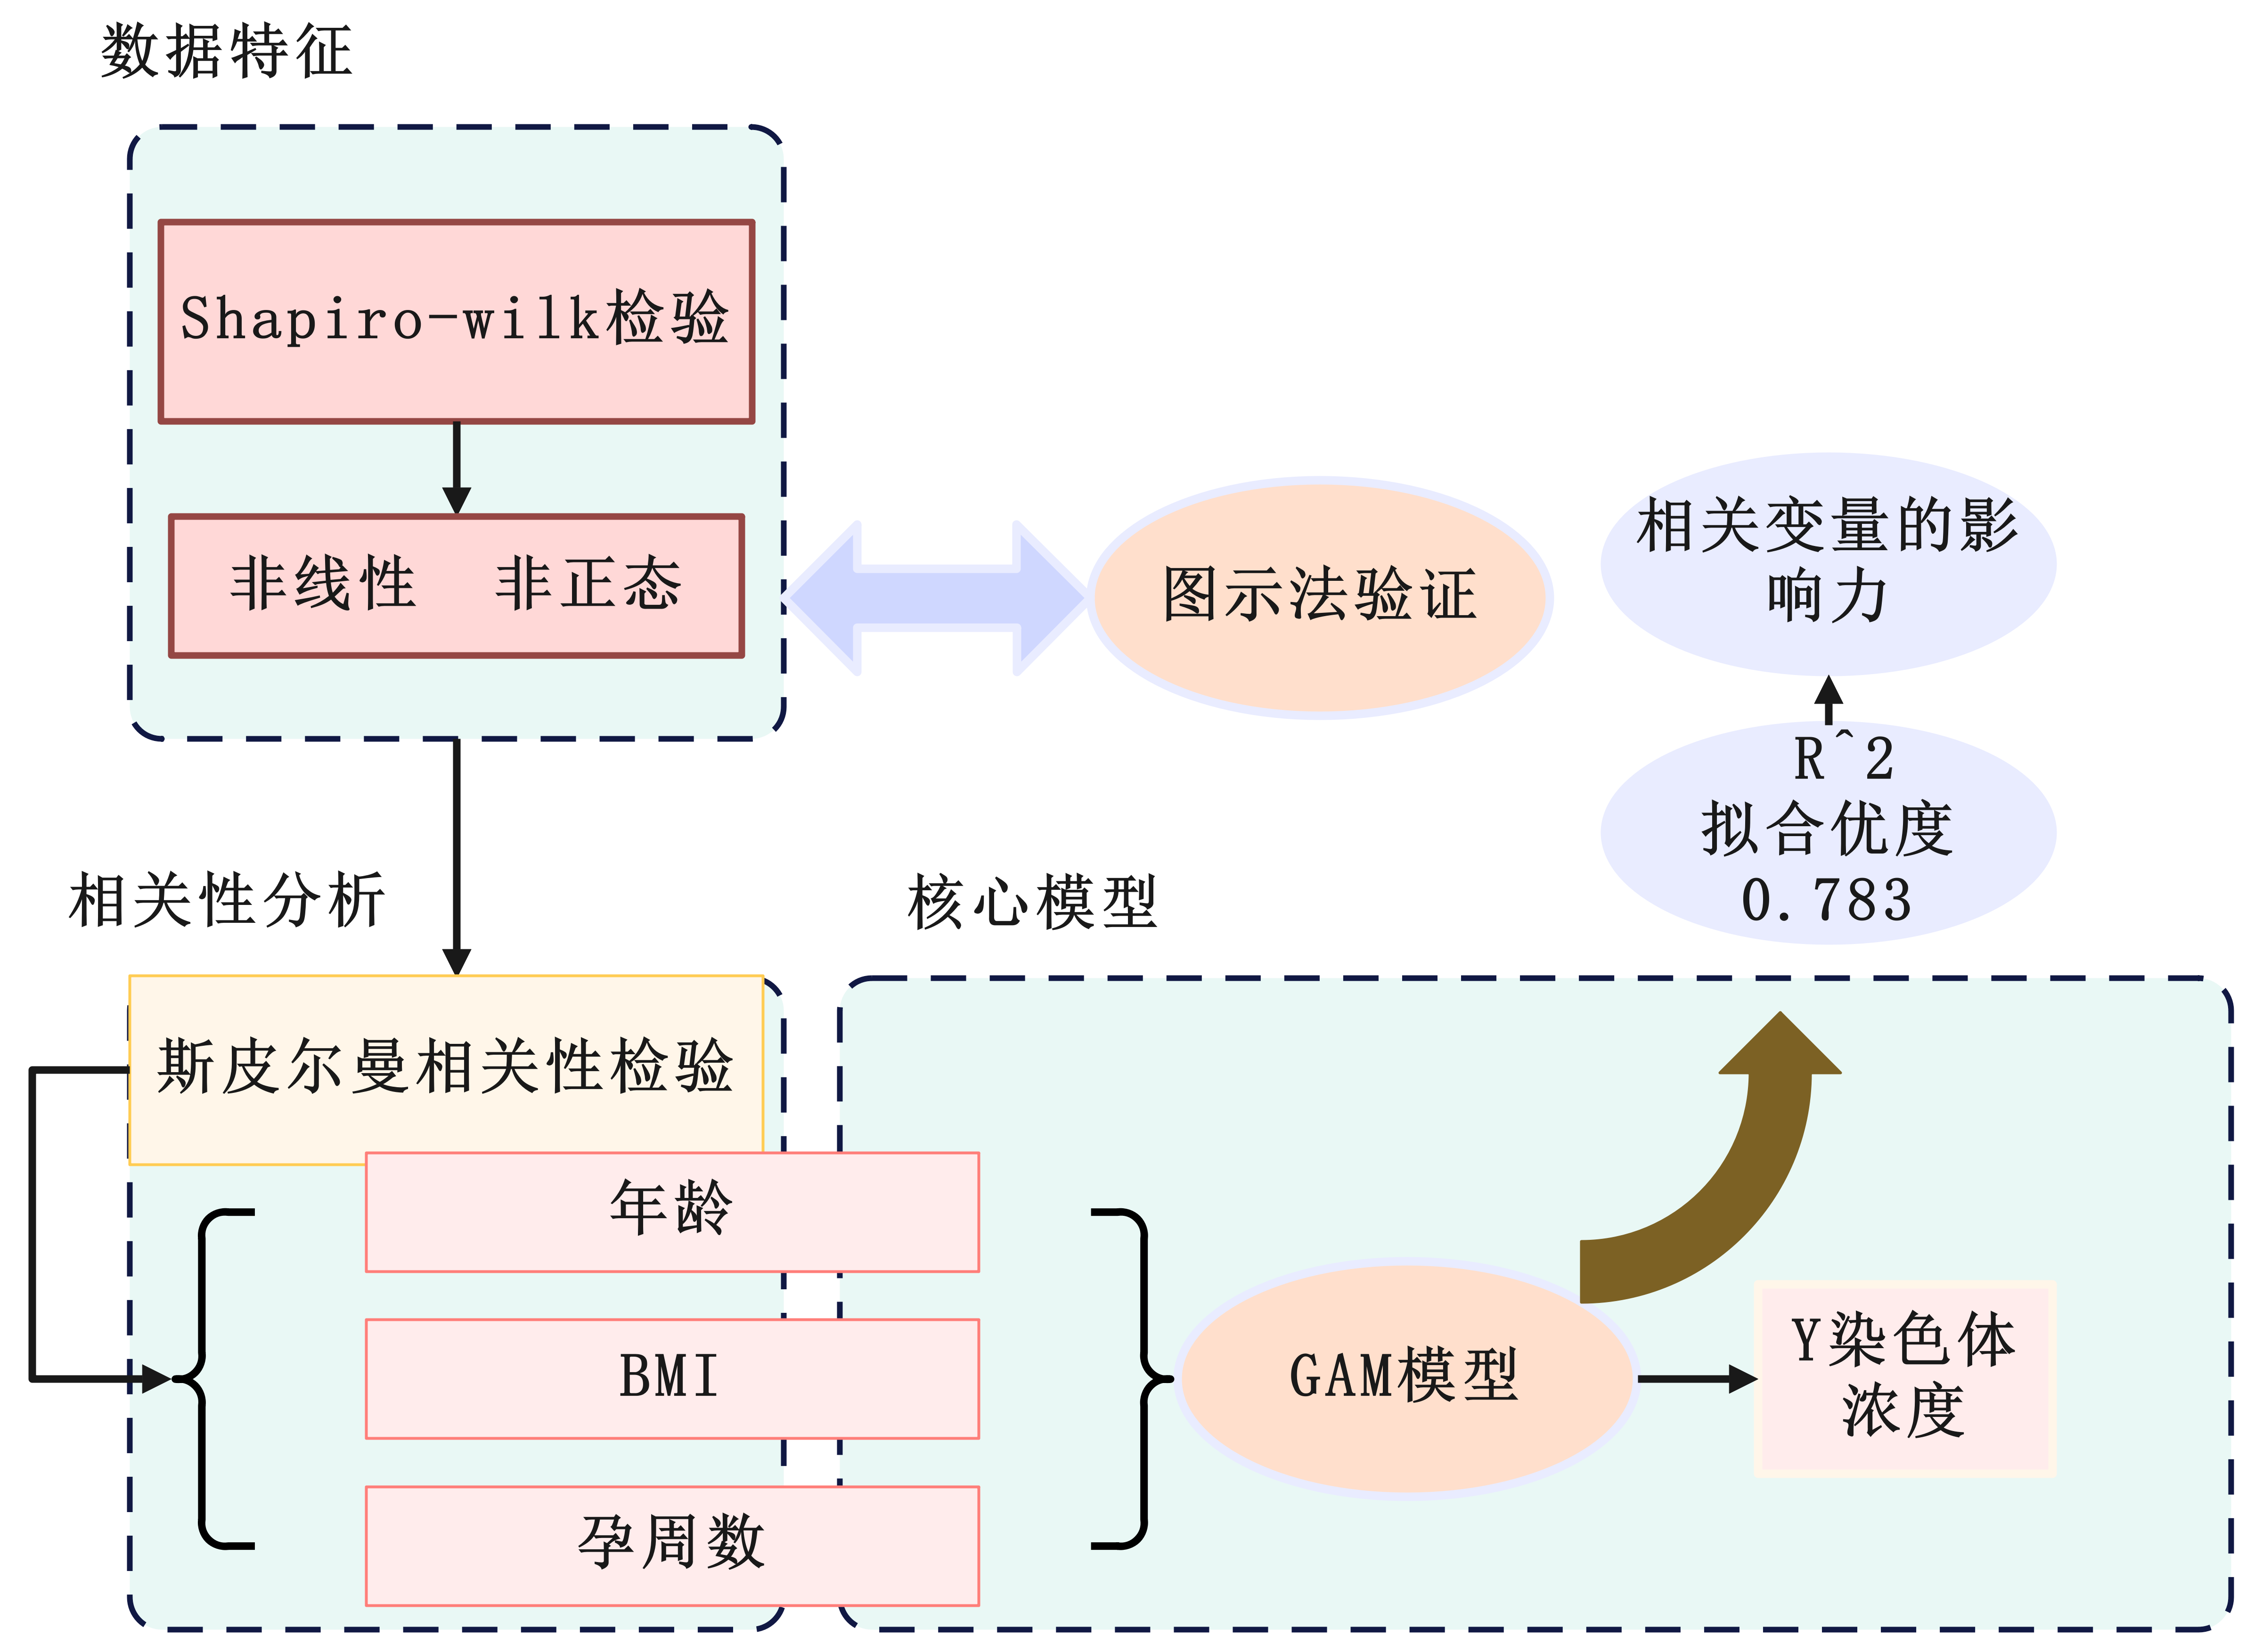 数据特征
Shapiro-wilk检验
非线性 非正态
图示法验证
相关变量的影
响力
R^2
拟合优度
0.783
相关性分析
核心模型
斯皮尔曼相关性检验
年龄
BMI
孕周数
GAM模型
Y染色体
浓度